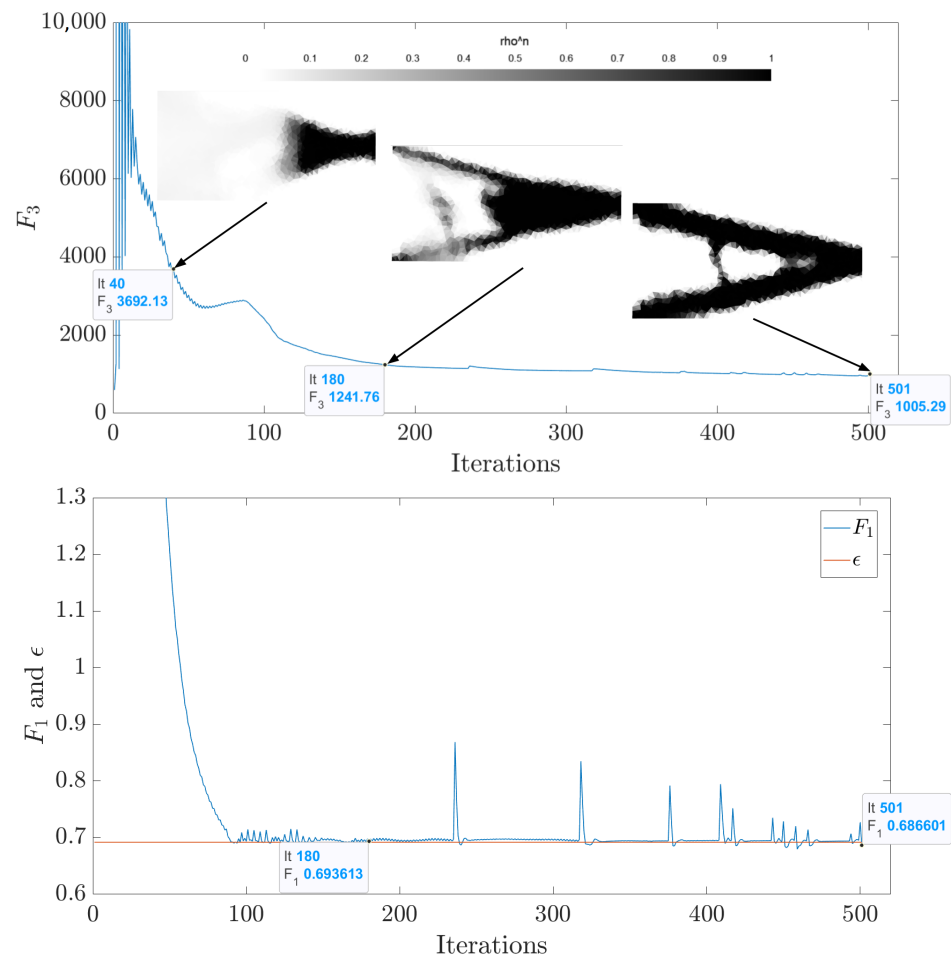 10,000
8000
6000
4000
2000
0
F3
rho^n
0 0.1 0.2 0.3 0.4 0.5 0.6 0.7 0.8 0.9 1
It 40
F3 3692.13
It 180
F3 1241.76
It 501
F3 1005.29
0 100 200 300 400 500
Iterations
1.3
1.2
1.1
1
0.9
0.8
0.7
0.6
F1 and ϵ
F1
ϵ
It 501
F1 0.686601
It 180
F1 0.693613
0 100 200 300 400 500
Iterations